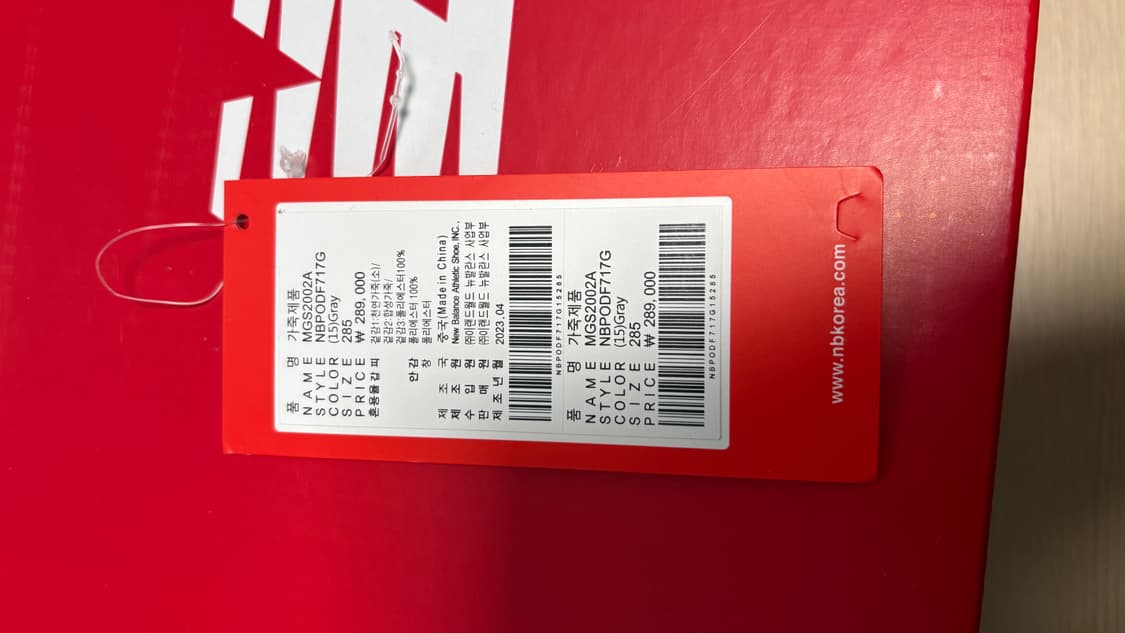 품 명 가죽제품
NAME MGS2002A
STYLE NBPODF717G
COLOR (15)Gray
SIZE 285
PRICE ₩ 289,000
혼용율겉피 겉감1:천연가죽(소)/
겉감2:합성가죽/
겉감3:폴리에스터100%
안감 폴리에스터 100%
창 폴리에스터
제 조 국 중국(Made in China)
제 조 원 New Balance Athletic Shoe, INC.
수 입 원 ㈜이랜드월드 뉴발란스 사업부
판 매 원 ㈜이랜드월드 뉴발란스 사업부
제조년월 2023.04
NBPODF717G15285
품 명 가죽제품
NAME MGS2002A
STYLE NBPODF717G
COLOR (15)Gray
SIZE 285
PRICE ₩ 289,000
NBPODF717G15285
www.nbkorea.com